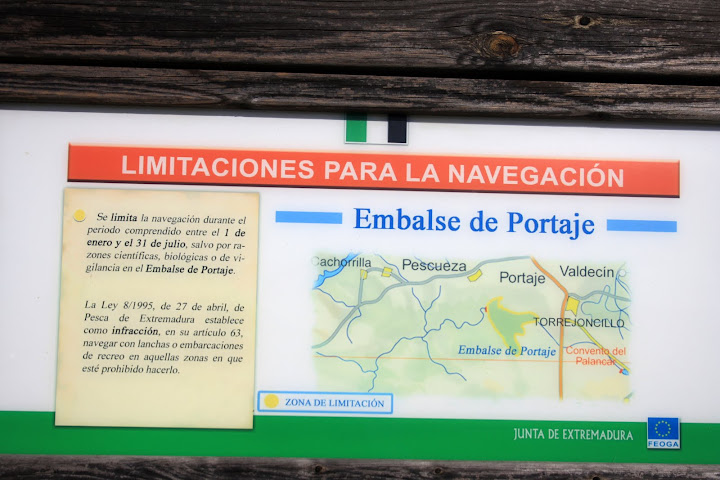 LIMITACIONES PARA LA NAVEGACIÓN
Se limita la navegación durante el
periodo comprendido entre el 1 de
enero y el 31 de julio, salvo por ra-
zones científicas, biológicas o de vi-
gilancia en el Embalse de Portaje.
La Ley 8/1995, de 27 de abril, de
Pesca de Extremadura establece
como infracción, en su artículo 63,
navegar con lanchas o embarcaciones
de recreo en aquellas zonas en que
esté prohibido hacerlo.
Embalse de Portaje
Cachorrilla
Pescueza
Portaje
Valdecín
TORREJONCILLO
Embalse de Portaje
Convento del
Palancar
ZONA DE LIMITACIÓN
JUNTA DE EXTREMADURA
FEOGA